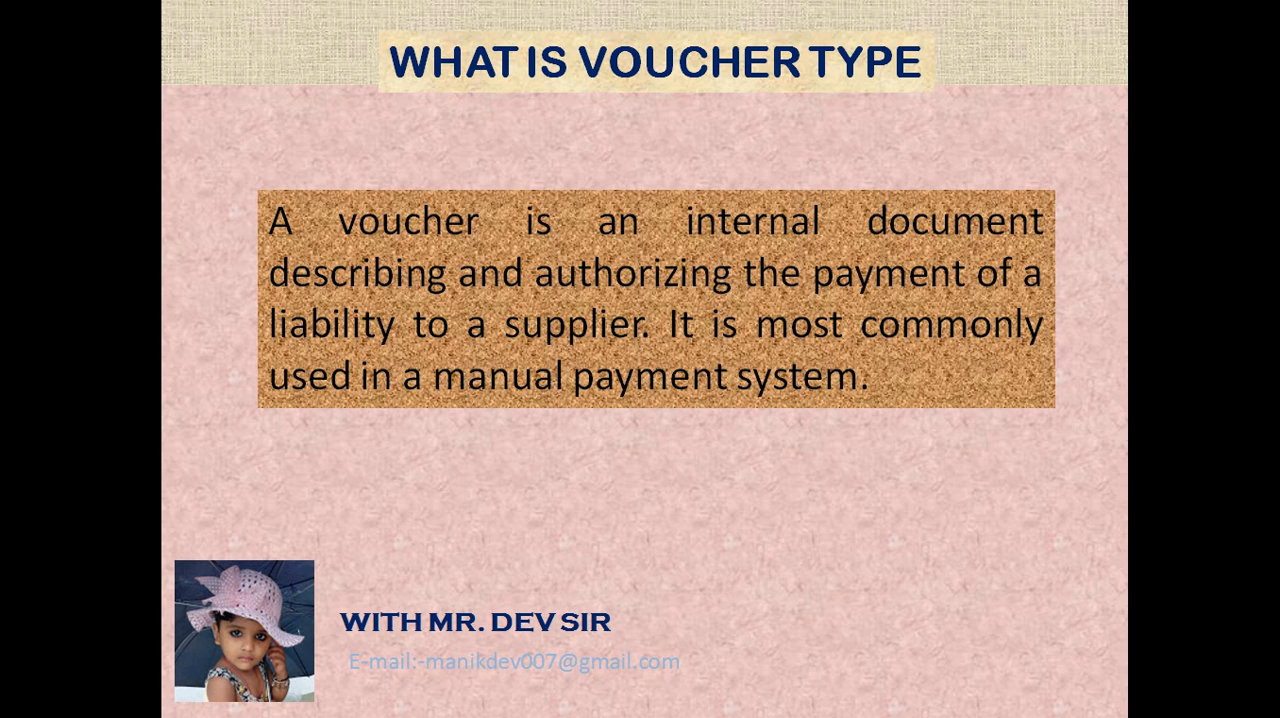 WHAT IS VOUCHER TYPE
A voucher is an internal document
describing and authorizing the payment of a
liability to a supplier. It is most commonly
used in a manual payment system.
WITH MR. DEV SIR
E-mail:-manikdev007@gmail.com